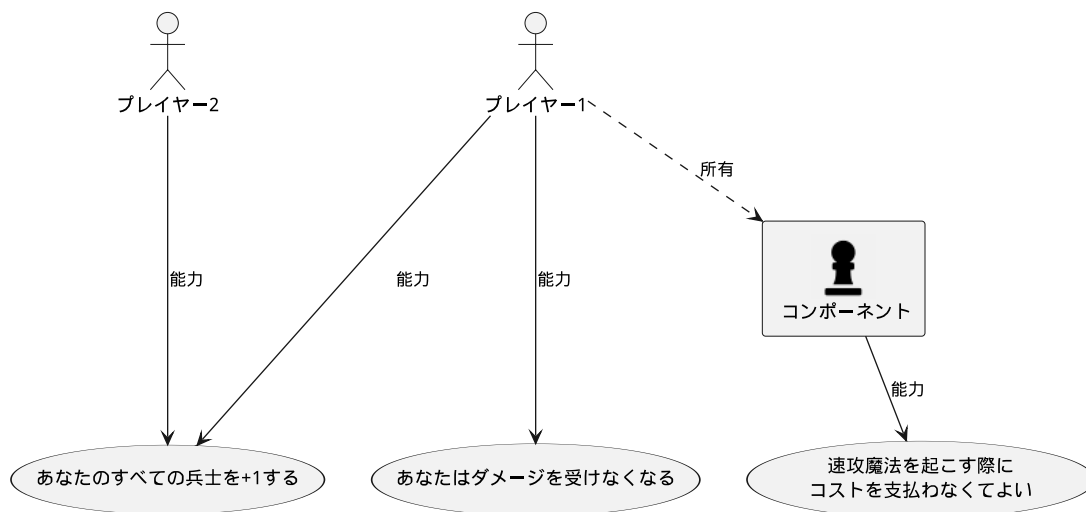 プレイヤー2
プレイヤー1
所有
能力
能力
能力
コンポーネント
能力
あなたのすべての兵士を+1する
あなたはダメージを受けなくなる
速攻魔法を起こす際に
コストを支払わなくてよい